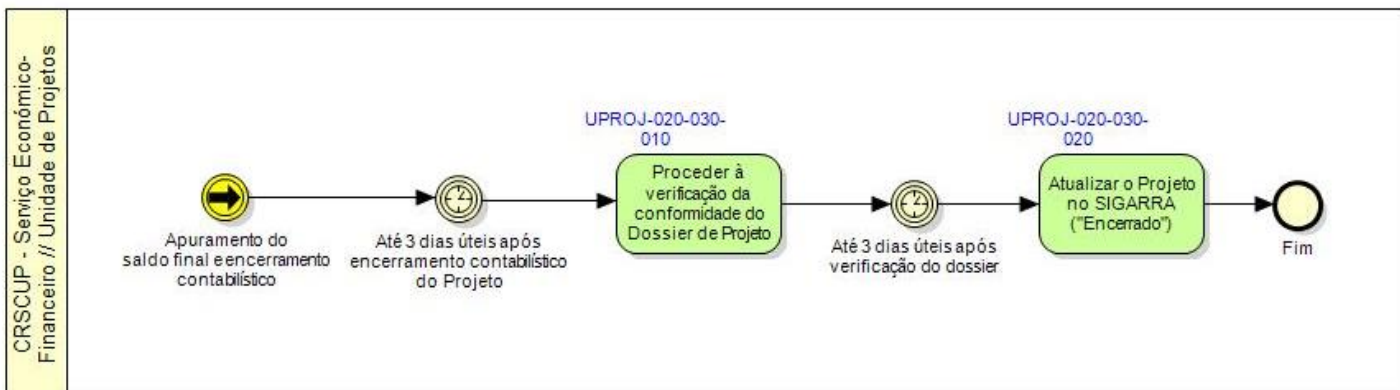 CRSCUP - Serviço Económico-
Financeiro // Unidade de Projetos
Apuramento do
saldo final e encerramento
contabilístico
Até 3 dias úteis após
encerramento contabilístico
do Projeto
UPROJ-020-030-
010
Proceder à
verificação da
conformidade do
Dossier de Projeto
Até 3 dias úteis após
verificação do dossier
UPROJ-020-030-
020
Atualizar o Projeto
no SIGARRA
("Encerrado")
Fim